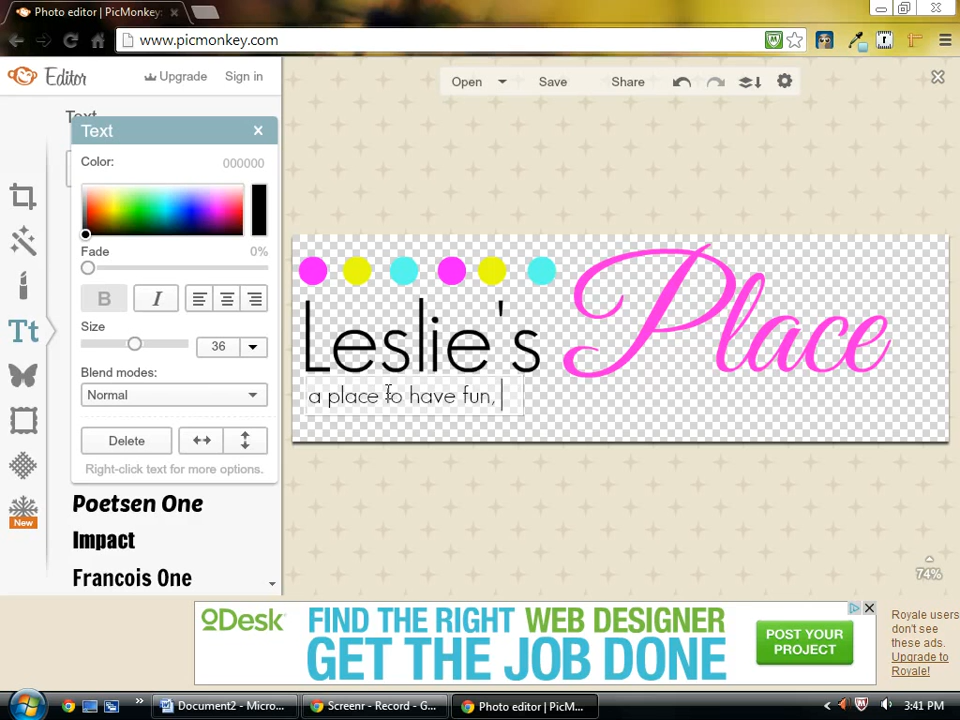 Photo editor | PicMonkey:
www.picmonkey.com
Editor
Upgrade
Sign in
Open
Save
Share
Text
Text
Color:
000000
Fade
0%
B
I
Size
36
Blend modes:
Normal
Delete
Right-click text for more options.
Poetsen One
Impact
Francois One
Leslie's Place
a place to have fun,
74%
New
oDesk
FIND THE RIGHT WEB DESIGNER
GET THE JOB DONE
POST YOUR
PROJECT
Royale users
don't see
these ads.
Upgrade to
Royale!
Document2 - Micro...
Screenr - Record - G...
Photo editor | PicM...
3:41 PM